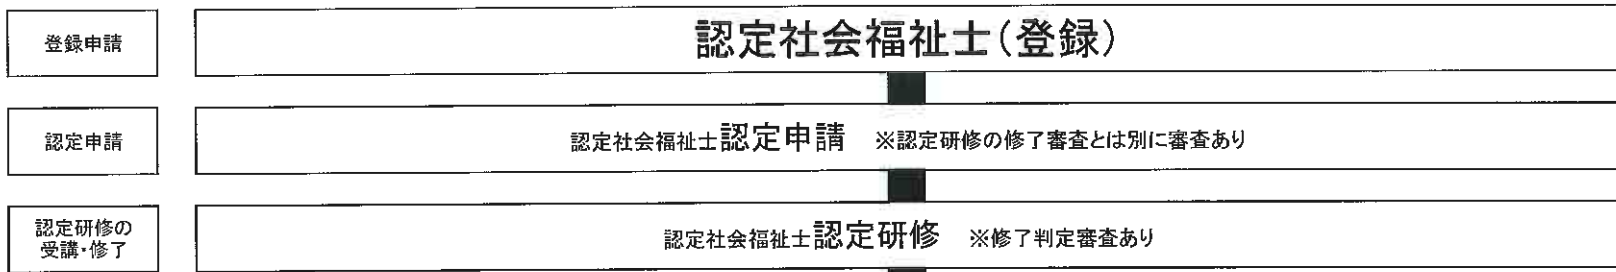 登録申請
認定社会福祉士（登録）
認定申請
認定社会福祉士認定申請 ※認定研修の修了審査とは別に審査あり
認定研修の
受講・修了
認定社会福祉士認定研修 ※修了判定審査あり